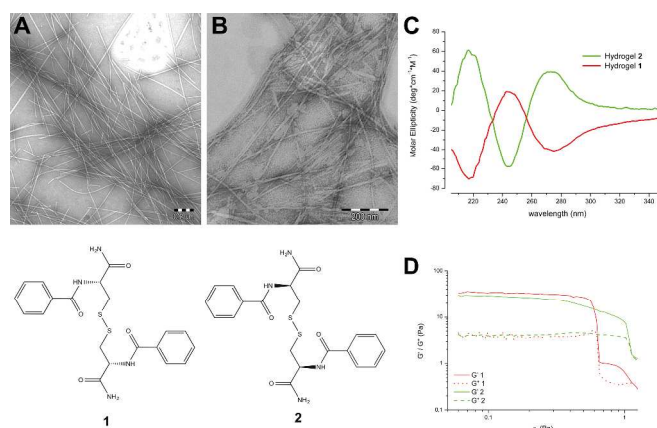 A
B
200 nm
C
Hydrogel 2
Hydrogel 1
Molar Ellipticity (deg*cm⁻¹*M⁻¹)
80
60
40
20
0
-20
-40
-60
-80
220
240
260
280
300
320
340
wavelength (nm)
H₂N
O
HN
O
S
S
O
HN
O
NH₂
1
H₂N
O
HN
O
S
S
O
NH
O
NH₂
2
D
G' / G'' (Pa)
100
10
1
0.1
G' 1
G'' 1
G' 2
G'' 2
0.1
1
(Pa)